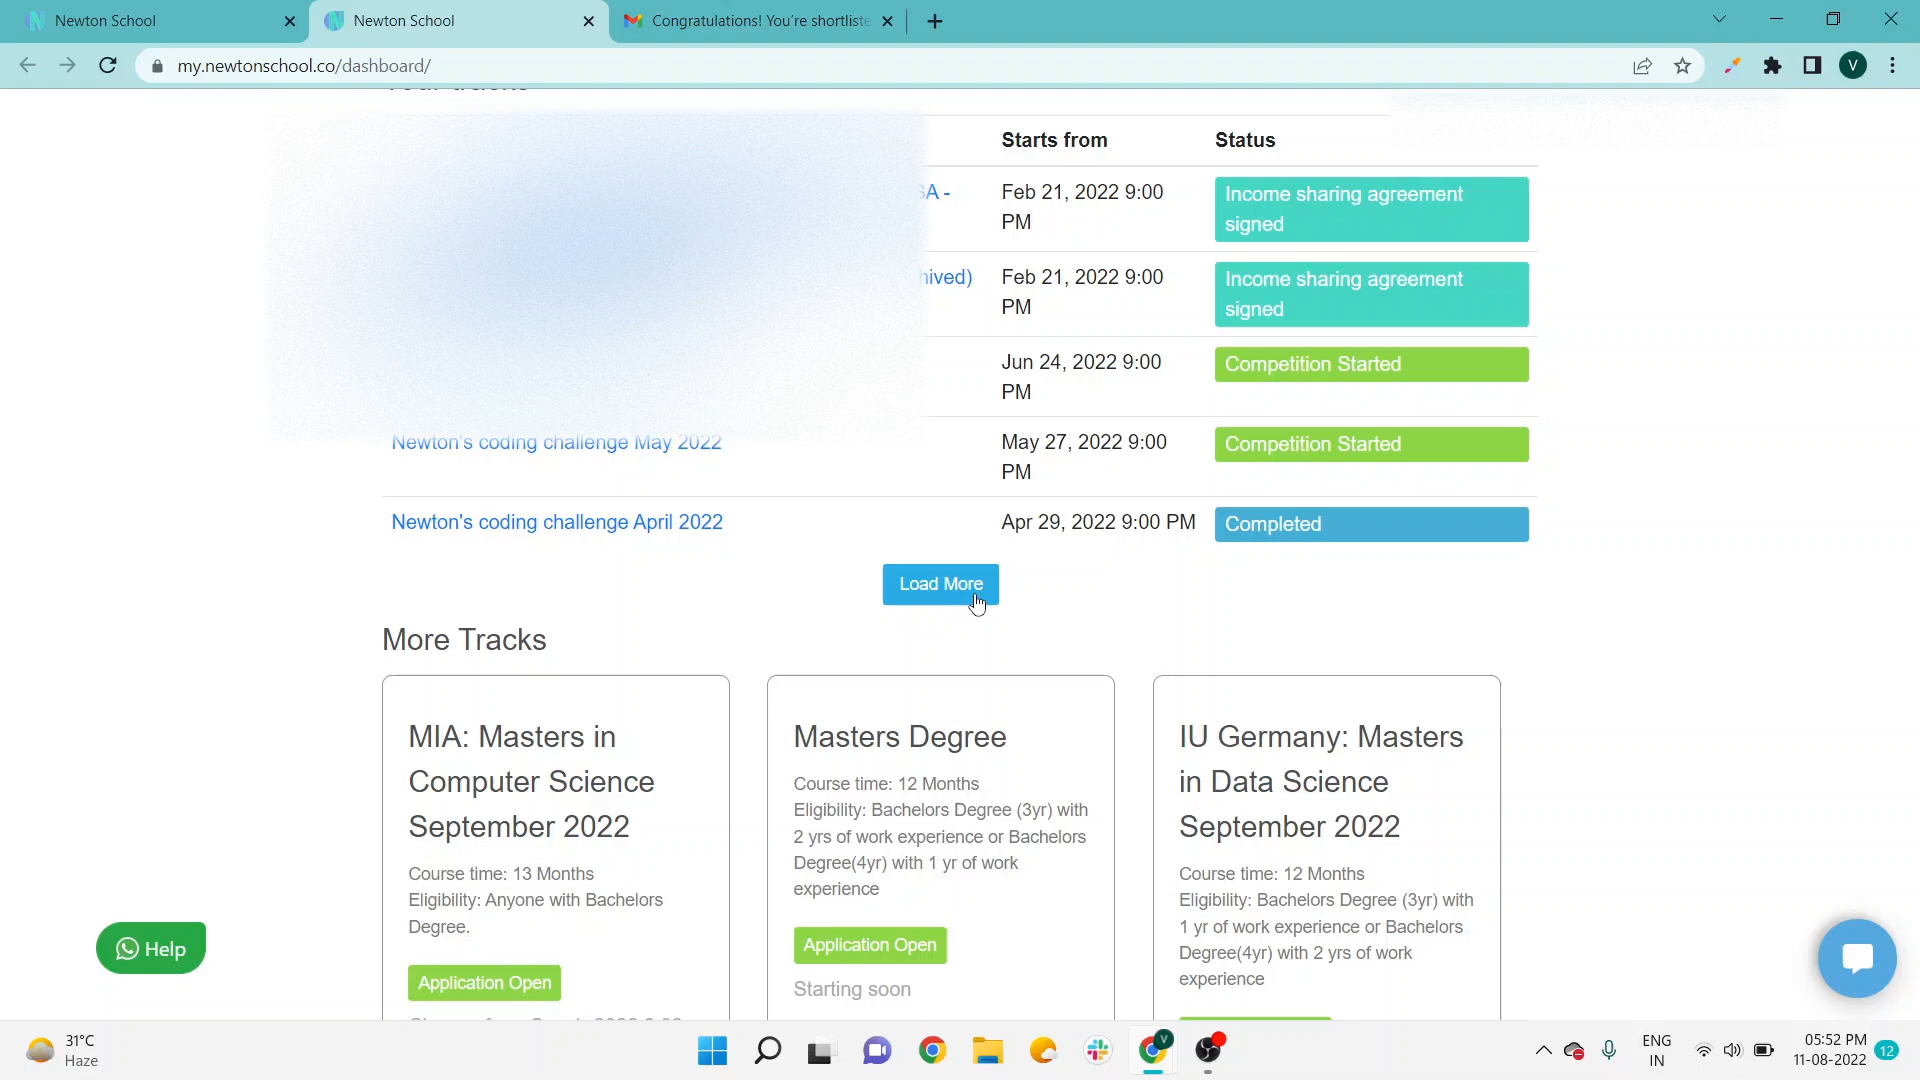 Newton School
Newton School
Congratulations! You're shortliste
my.newtonschool.co/dashboard/
V
Starts from
Status
Feb 21, 2022 9:00
PM
Income sharing agreement
signed
hived)
Feb 21, 2022 9:00
PM
Income sharing agreement
signed
Jun 24, 2022 9:00
PM
Competition Started
Newton's coding challenge May 2022
May 27, 2022 9:00
PM
Competition Started
Newton's coding challenge April 2022
Apr 29, 2022 9:00 PM
Completed
Load More
More Tracks
MIA: Masters in
Computer Science
September 2022
Course time: 13 Months
Eligibility: Anyone with Bachelors
Degree.
Application Open
Masters Degree
Course time: 12 Months
Eligibility: Bachelors Degree (3yr) with
2 yrs of work experience or Bachelors
Degree(4yr) with 1 yr of work
experience
Application Open
Starting soon
IU Germany: Masters
in Data Science
September 2022
Course time: 12 Months
Eligibility: Bachelors Degree (3yr) with
1 yr of work experience or Bachelors
Degree(4yr) with 2 yrs of work
experience
Help
31°C
Haze
V
ENG
IN
05:52 PM
11-08-2022
12